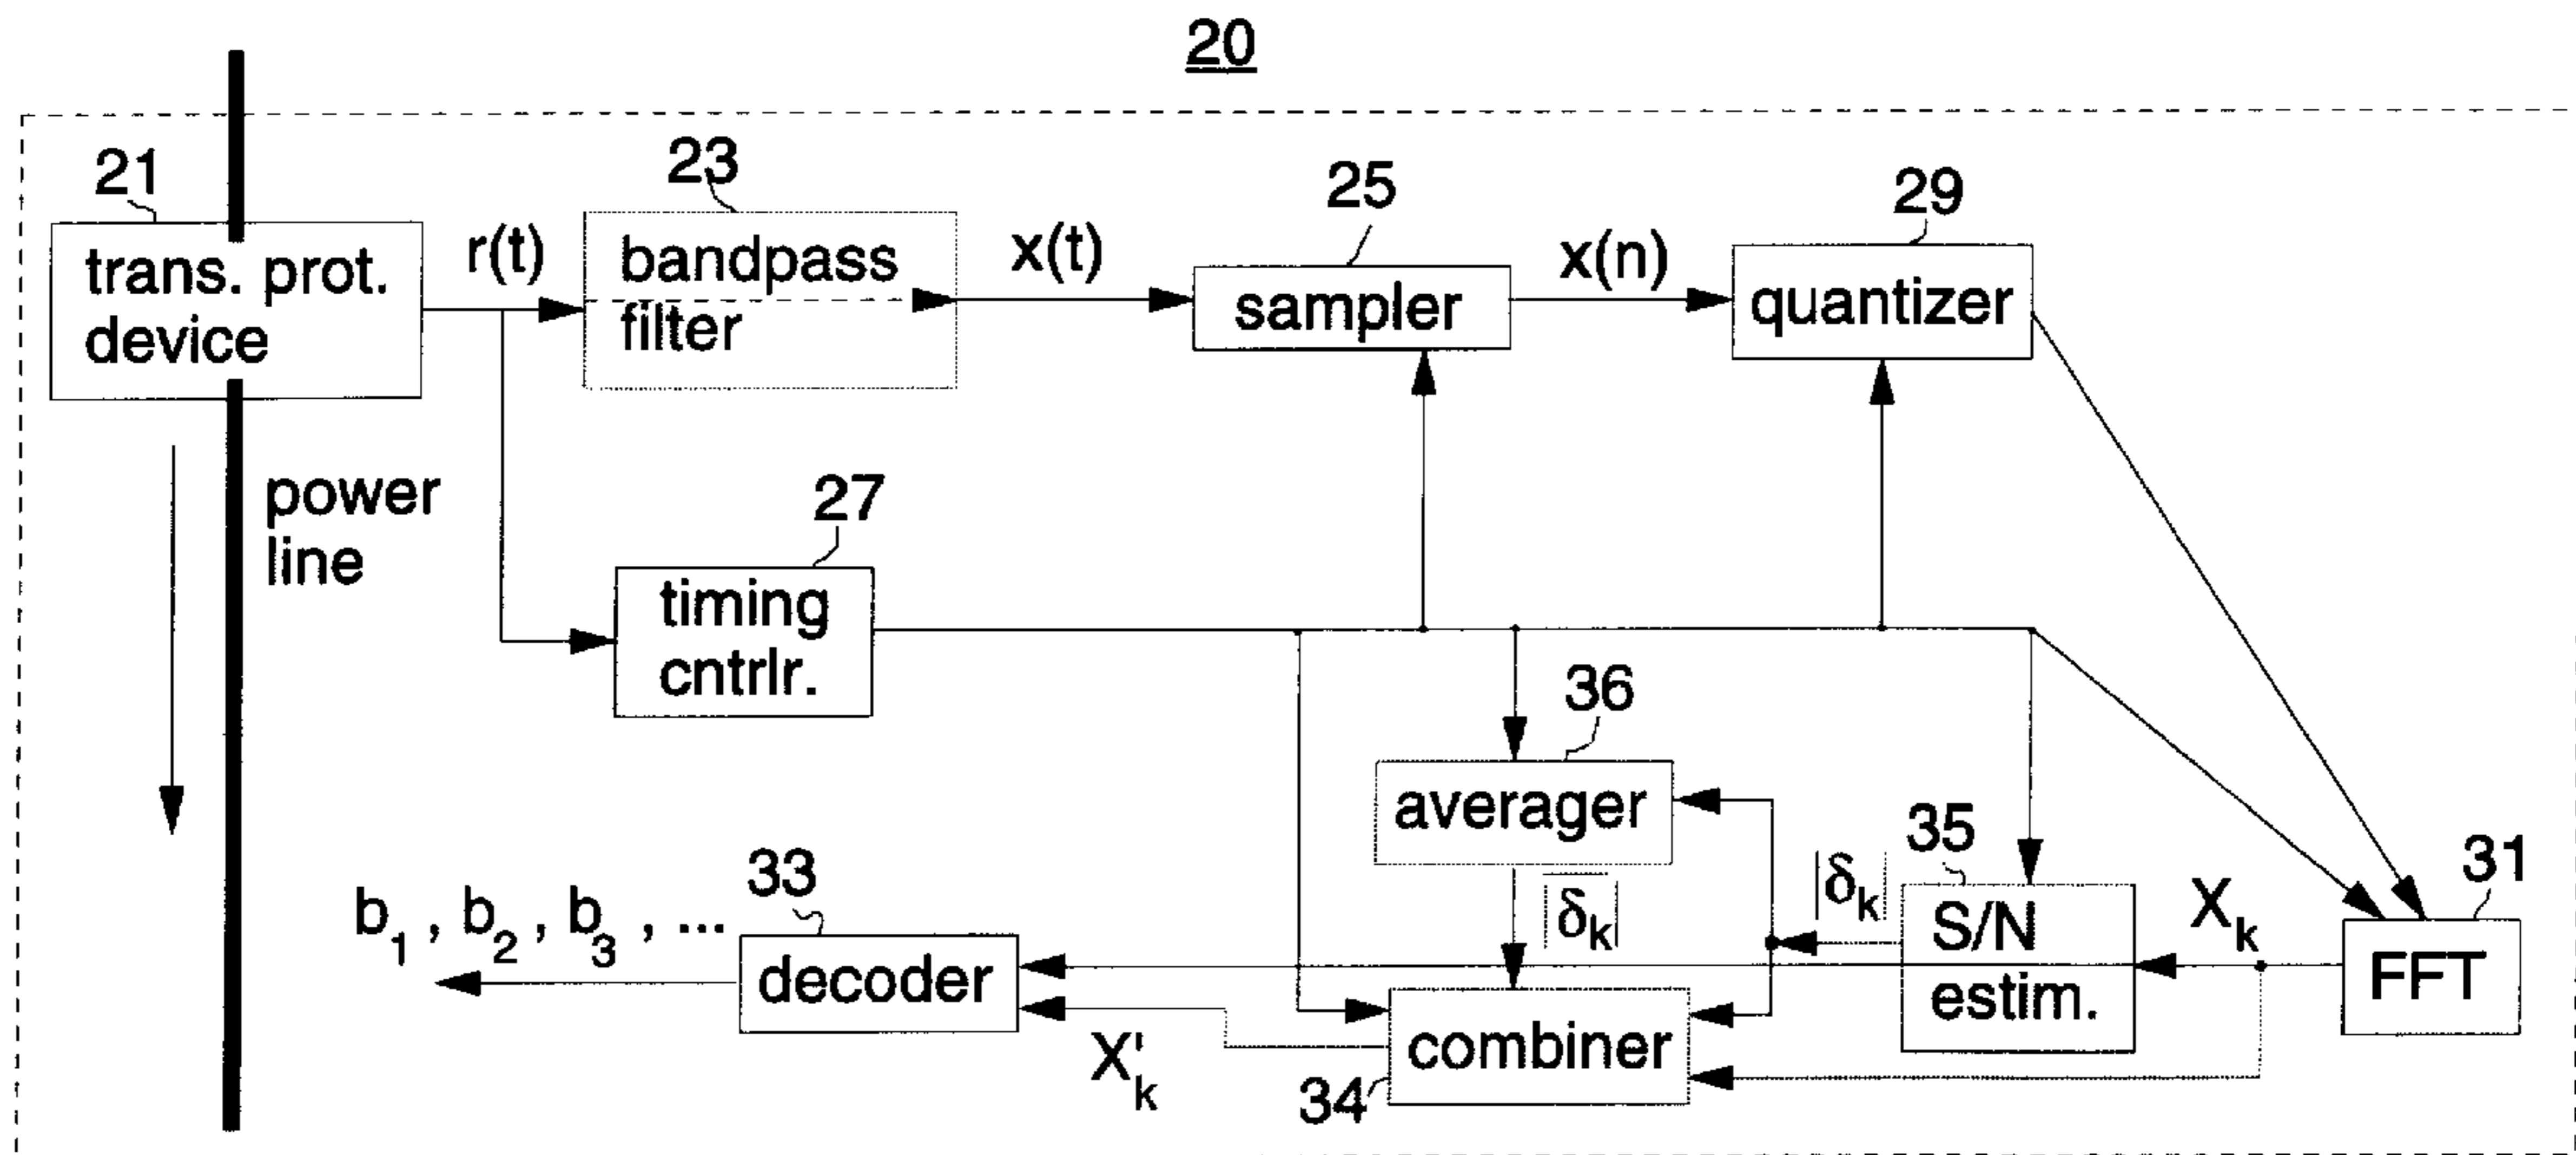 20
21
trans. prot.
device
r(t)
23
bandpass
filter
x(t)
25
sampler
x(n)
29
quantizer
power
line
27
timing
cntrlr.
36
averager
|δₖ|
35
S/N
estim.
|δₖ|
Xₖ
31
FFT
33
decoder
b₁ , b₂ , b₃ , ...
X'ₖ
combiner
34